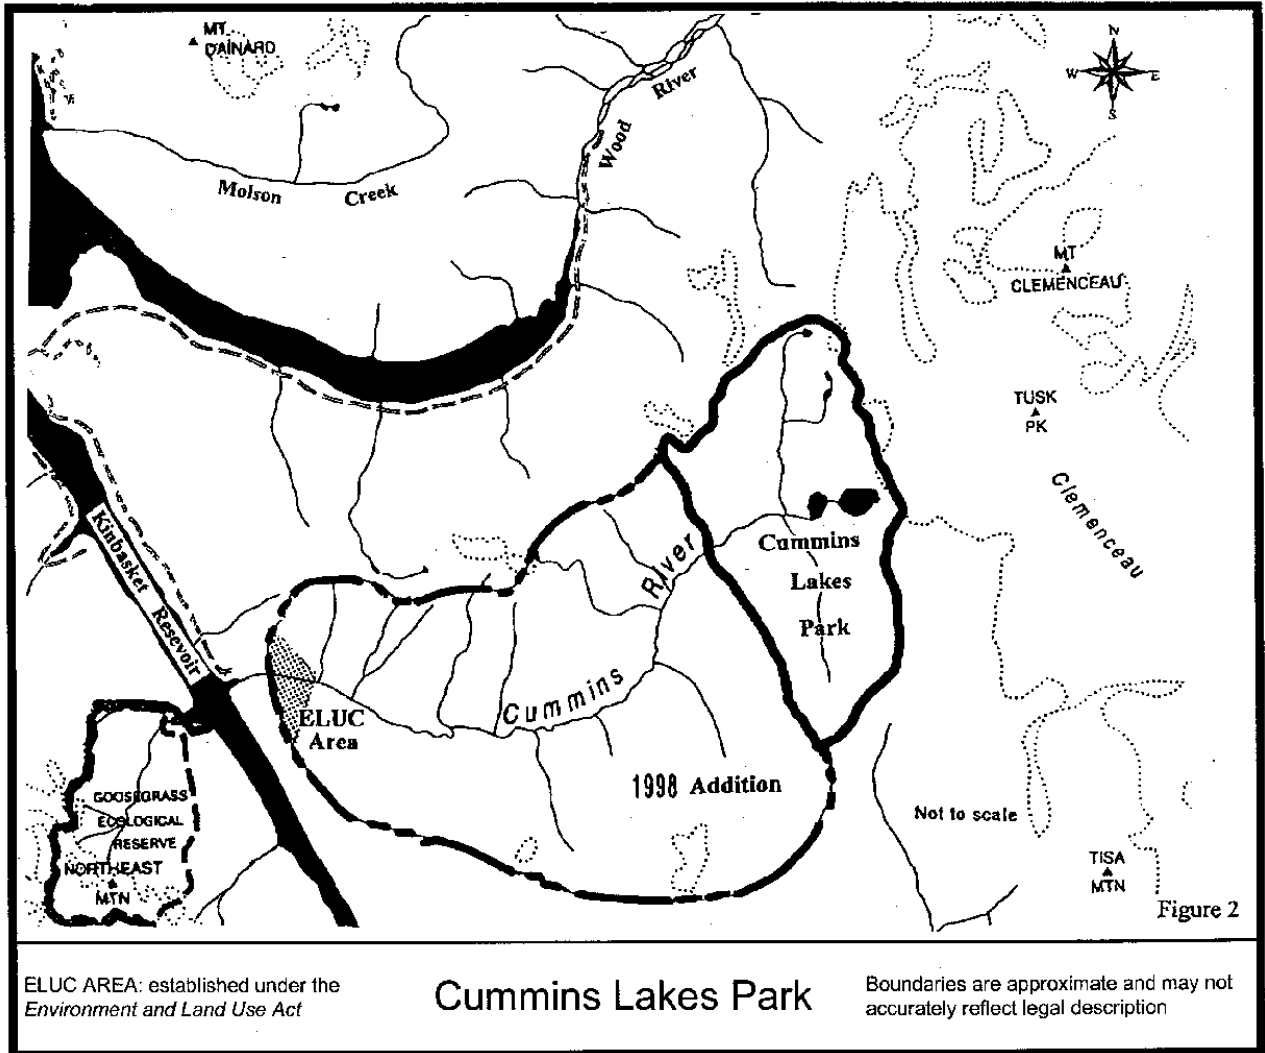 MT.
DAINARD
N
W E
S
River
Wood
Molson Creek
MT
CLEMENCEAU
TUSK
PK
Clemenceau
Kinbasket Resevoir
River
Cummins
Lakes
Park
Cummins
ELUC
Area
1998 Addition
GOOSEGRASS
ECOLOGICAL
RESERVE
NORTHEAST
MTN
Not to scale
TISA
MTN
Figure 2
ELUC AREA: established under the
Environment and Land Use Act
Cummins Lakes Park
Boundaries are approximate and may not
accurately reflect legal description